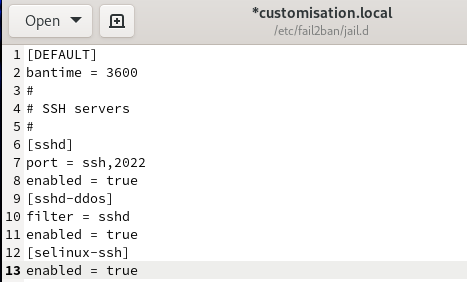 Open
*customisation.local
/etc/fail2ban/jail.d
1 [DEFAULT]
2 bantime = 3600
3 #
4 # SSH servers
5 #
6 [sshd]
7 port = ssh,2022
8 enabled = true
9 [sshd-ddos]
10 filter = sshd
11 enabled = true
12 [selinux-ssh]
13 enabled = true